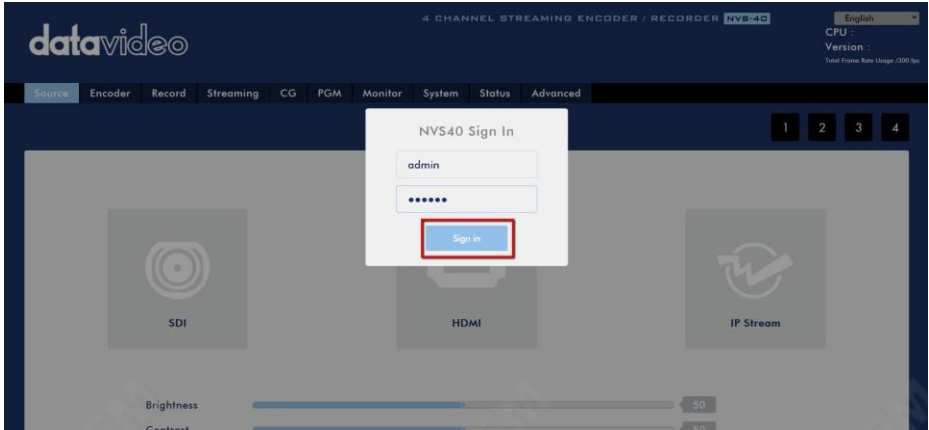 4 CHANNEL STREAMING ENCODER / RECORDER NVS-40
English
datavideo
CPU :
Version :
Total Frame Rate Usage /300 fps
Source Encoder Record Streaming CG PGM Monitor System Status Advanced
NVS40 Sign In
1 2 3 4
admin
••••••
Sign in
SDI
HDMI
IP Stream
Brightness
50
Contrast
50